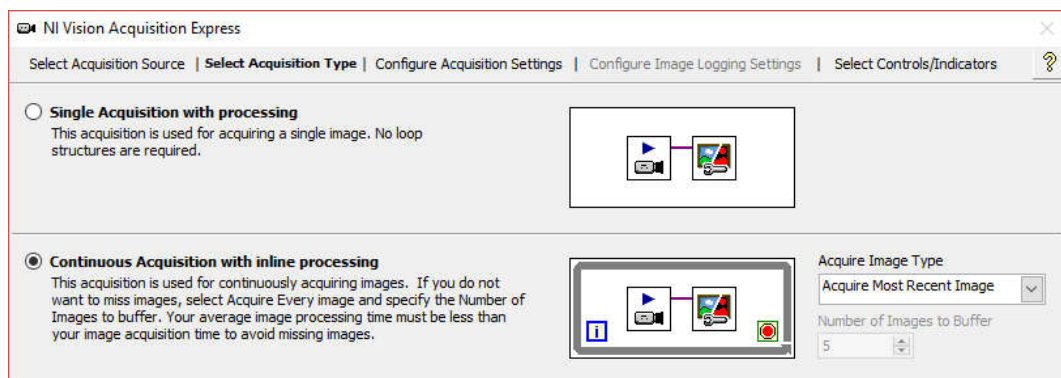 NI Vision Acquisition Express
Select Acquisition Source | Select Acquisition Type | Configure Acquisition Settings | Configure Image Logging Settings | Select Controls/Indicators ?
Single Acquisition with processing
This acquisition is used for acquiring a single image. No loop
structures are required.
Continuous Acquisition with inline processing
This acquisition is used for continuously acquiring images. If you do not
want to miss images, select Acquire Every image and specify the Number of
Images to buffer. Your average image processing time must be less than
your image acquisition time to avoid missing images.
i
Acquire Image Type
Acquire Most Recent Image
Number of Images to Buffer
5